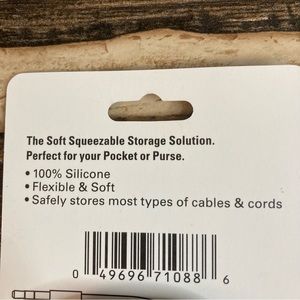 The Soft Squeezable Storage Solution.
Perfect for your Pocket or Purse.
• 100% Silicone
• Flexible & Soft
• Safely stores most types of cables & cords
0 49696 71088 6